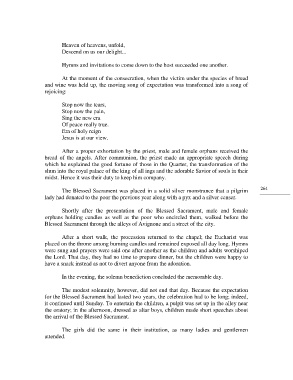 Heaven of heavens, unfold,
Descend on us our delight...
Hymns and invitations to come down to the host succeeded one another.
At the moment of the consecration, when the victim under the species of bread
and wine was held up, the moving song of expectation was transformed into a song of
rejoicing:
Stop now the tears,
Stop now the pain,
Sing the new era
Of peace really true.
Era of holy reign
Jesus is at our view.
After a proper exhortation by the priest, male and female orphans received the
bread of the angels. After communion, the priest made an appropriate speech during
which he explained the good fortune of those in the Quarter, the transformation of the
slum into the royal palace of the king of all ings and the adorable Savior of souls in their
midst. Hence it was their duty to keep him company.
261
The Blessed Sacrament was placed in a solid silver monstrance that a pilgrim
lady had donated to the poor the previous year along with a pyx and a silver censer.
Shortly after the presentation of the Blessed Sacrament, male and female
orphans holding candles as well as the poor who encircled them, walked before the
Blessed Sacrament through the alleys of Avignone and a street of the city.
After a short walk, the procession returned to the chapel; the Eucharist was
placed on the throne among burning candles and remained exposed all day long. Hymns
were sung and prayers were said one after another as the children and adults worshiped
the Lord. That day, they had no time to prepare dinner, but the children were happy to
have a snack instead as not to divert anyone from the adoration.
In the evening, the solemn benediction concluded the memorable day.
The modest solemnity, however, did not end that day. Because the expectation
for the Blessed Sacrament had lasted two years, the celebration had to be long; indeed,
it continued until Sunday. To entertain the children, a pulpit was set up in the alley near
the oratory; in the afternoon, dressed as altar boys, children made short speeches about
the arrival of the Blessed Sacrament.
The girls did the same in their institution, as many ladies and gentlemen
attended.